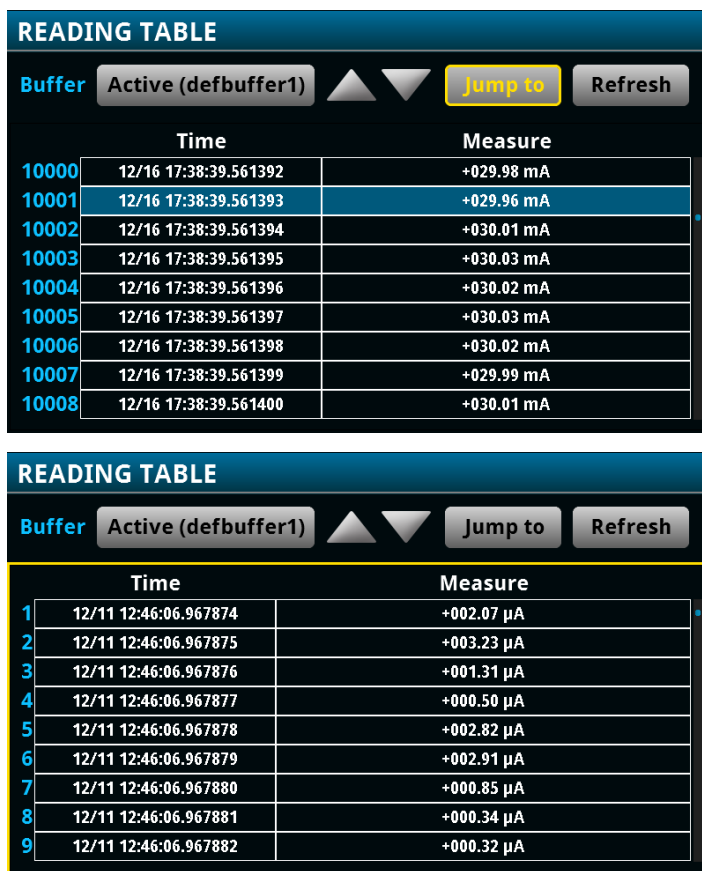 READING TABLE
Buffer Active (defbuffer1) Jump to Refresh
Time Measure
10000 12/16 17:38:39.561392 +029.98 mA
10001 12/16 17:38:39.561393 +029.96 mA
10002 12/16 17:38:39.561394 +030.01 mA
10003 12/16 17:38:39.561395 +030.03 mA
10004 12/16 17:38:39.561396 +030.02 mA
10005 12/16 17:38:39.561397 +030.03 mA
10006 12/16 17:38:39.561398 +030.02 mA
10007 12/16 17:38:39.561399 +029.99 mA
10008 12/16 17:38:39.561400 +030.01 mA
READING TABLE
Buffer Active (defbuffer1) Jump to Refresh
Time Measure
1 12/11 12:46:06.967874 +002.07 µA
2 12/11 12:46:06.967875 +003.23 µA
3 12/11 12:46:06.967876 +001.31 µA
4 12/11 12:46:06.967877 +000.50 µA
5 12/11 12:46:06.967878 +002.82 µA
6 12/11 12:46:06.967879 +002.91 µA
7 12/11 12:46:06.967880 +000.85 µA
8 12/11 12:46:06.967881 +000.34 µA
9 12/11 12:46:06.967882 +000.32 µA